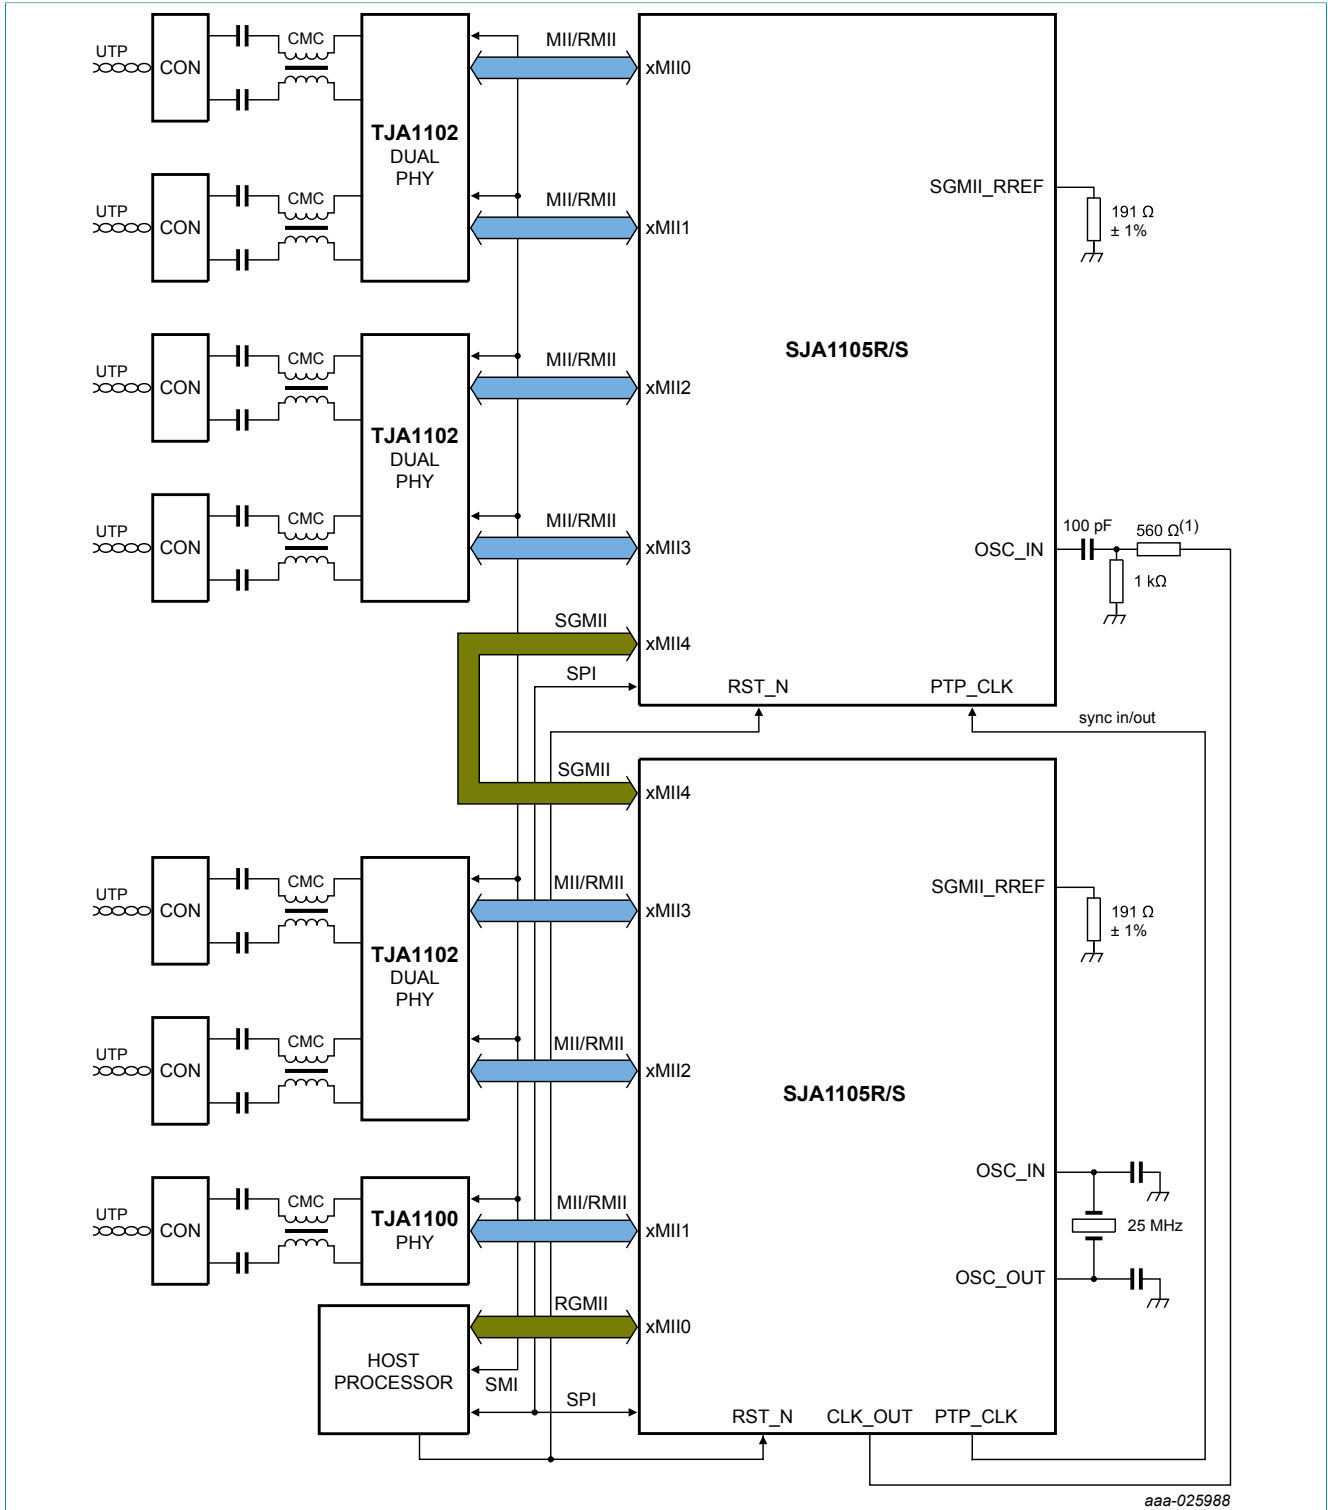 UTP
CON
CMC
TJA1102
DUAL
PHY
MII/RMII
xMII0
UTP
CON
CMC
MII/RMII
xMII1
SGMII_RREF
191 Ω
± 1%
SJA1105R/S
UTP
CON
CMC
TJA1102
DUAL
PHY
MII/RMII
xMII2
UTP
CON
CMC
MII/RMII
xMII3
OSC_IN
100 pF
560 Ω(1)
1 kΩ
SGMII
xMII4
SPI
RST_N
PTP_CLK
sync in/out
SGMII
xMII4
UTP
CON
CMC
TJA1102
DUAL
PHY
MII/RMII
xMII3
SGMII_RREF
191 Ω
± 1%
UTP
CON
CMC
MII/RMII
xMII2
SJA1105R/S
UTP
CON
CMC
TJA1100
PHY
MII/RMII
xMII1
OSC_IN
25 MHz
OSC_OUT
RGMII
xMII0
HOST
PROCESSOR
SMI
SPI
RST_N
CLK_OUT
PTP_CLK
aaa-025988